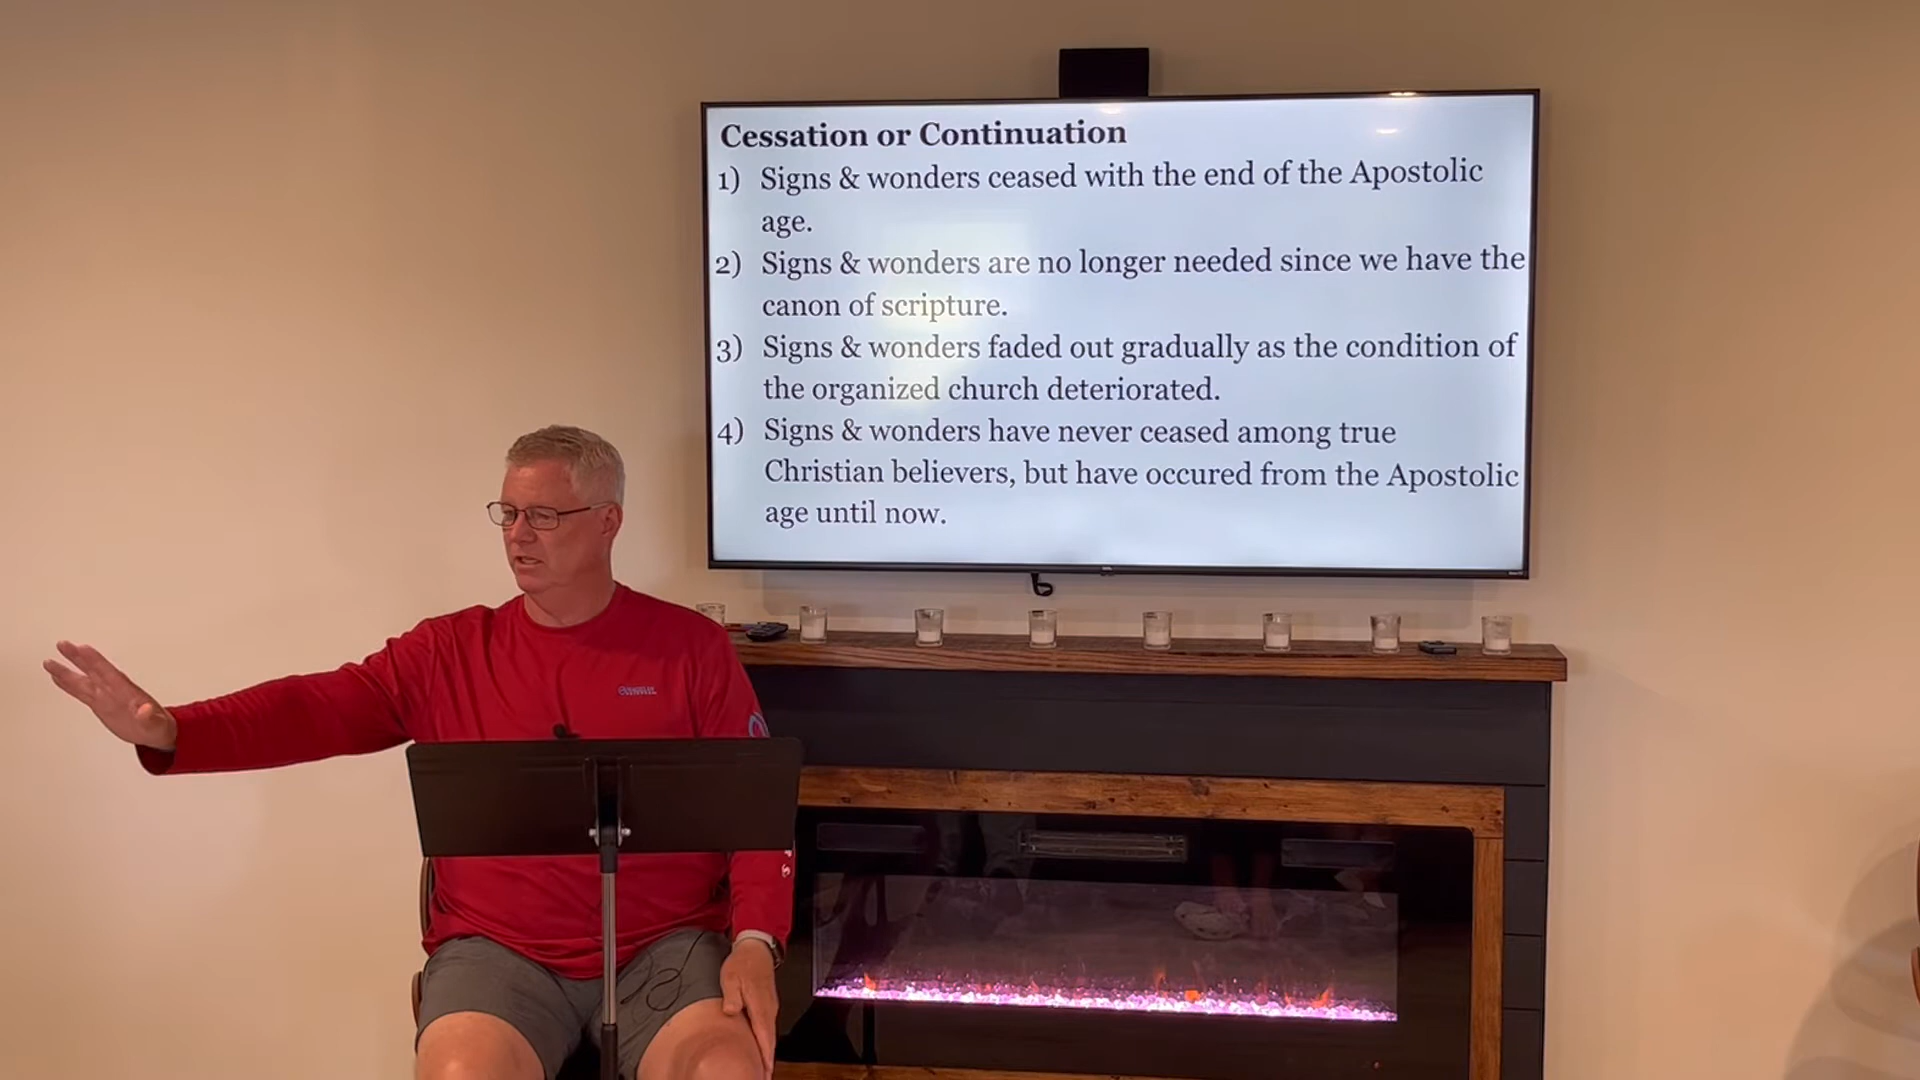 Cessation or Continuation
1) Signs & wonders ceased with the end of the Apostolic
age.
2) Signs & wonders are no longer needed since we have the
canon of scripture.
3) Signs & wonders faded out gradually as the condition of
the organized church deteriorated.
4) Signs & wonders have never ceased among true
Christian believers, but have occured from the Apostolic
age until now.